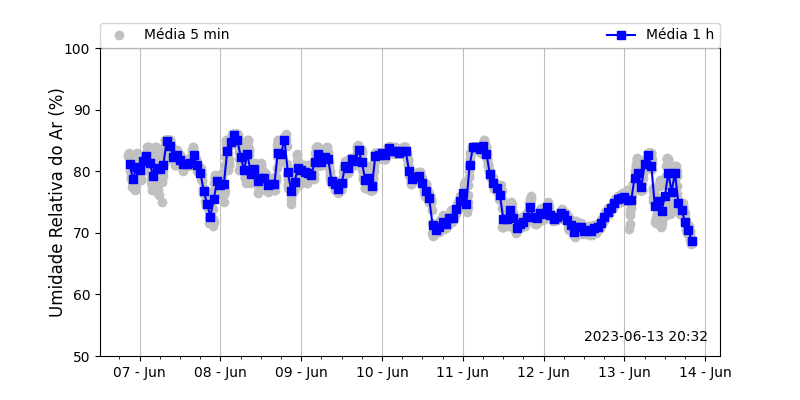 Média 5 min Média 1 h
Umidade Relativa do Ar (%)
100
90
80
70
60
50
2023-06-13 20:32
07 - Jun 08 - Jun 09 - Jun 10 - Jun 11 - Jun 12 - Jun 13 - Jun 14 - Jun